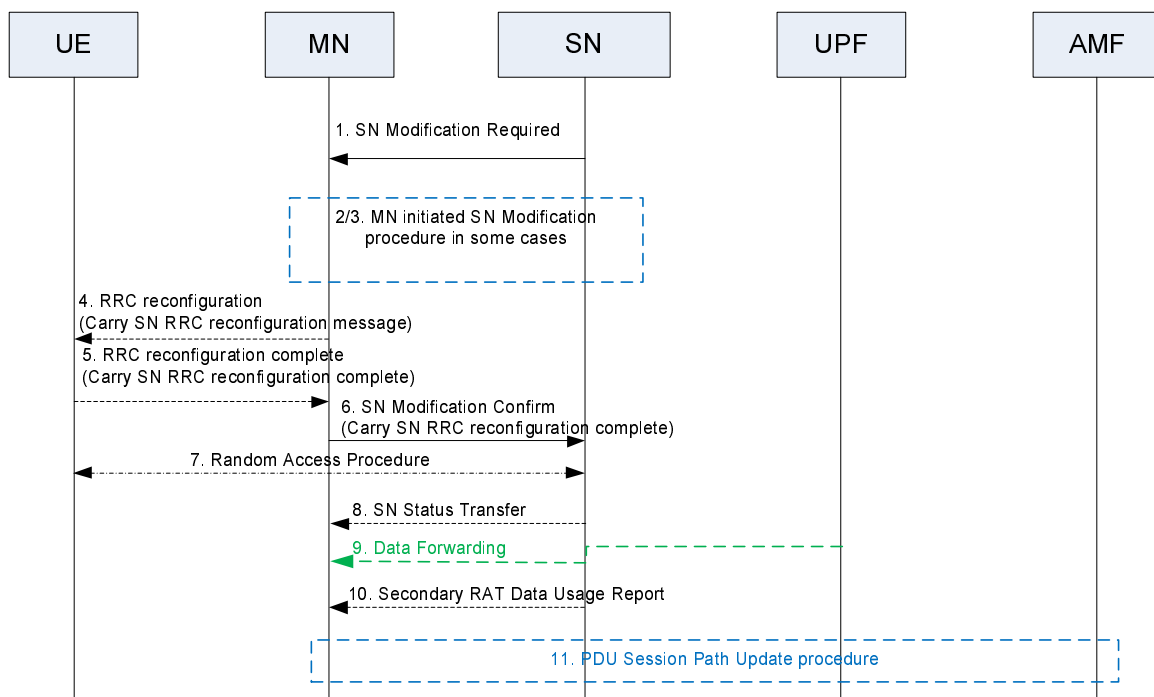 UE
MN
SN
UPF
AMF
1. SN Modification Required
2/3. MN initiated SN Modification
procedure in some cases
4. RRC reconfiguration
(Carry SN RRC reconfiguration message)
5. RRC reconfiguration complete
(Carry SN RRC reconfiguration complete)
6. SN Modification Confirm
(Carry SN RRC reconfiguration complete)
7. Random Access Procedure
8. SN Status Transfer
9. Data Forwarding
10. Secondary RAT Data Usage Report
11. PDU Session Path Update procedure